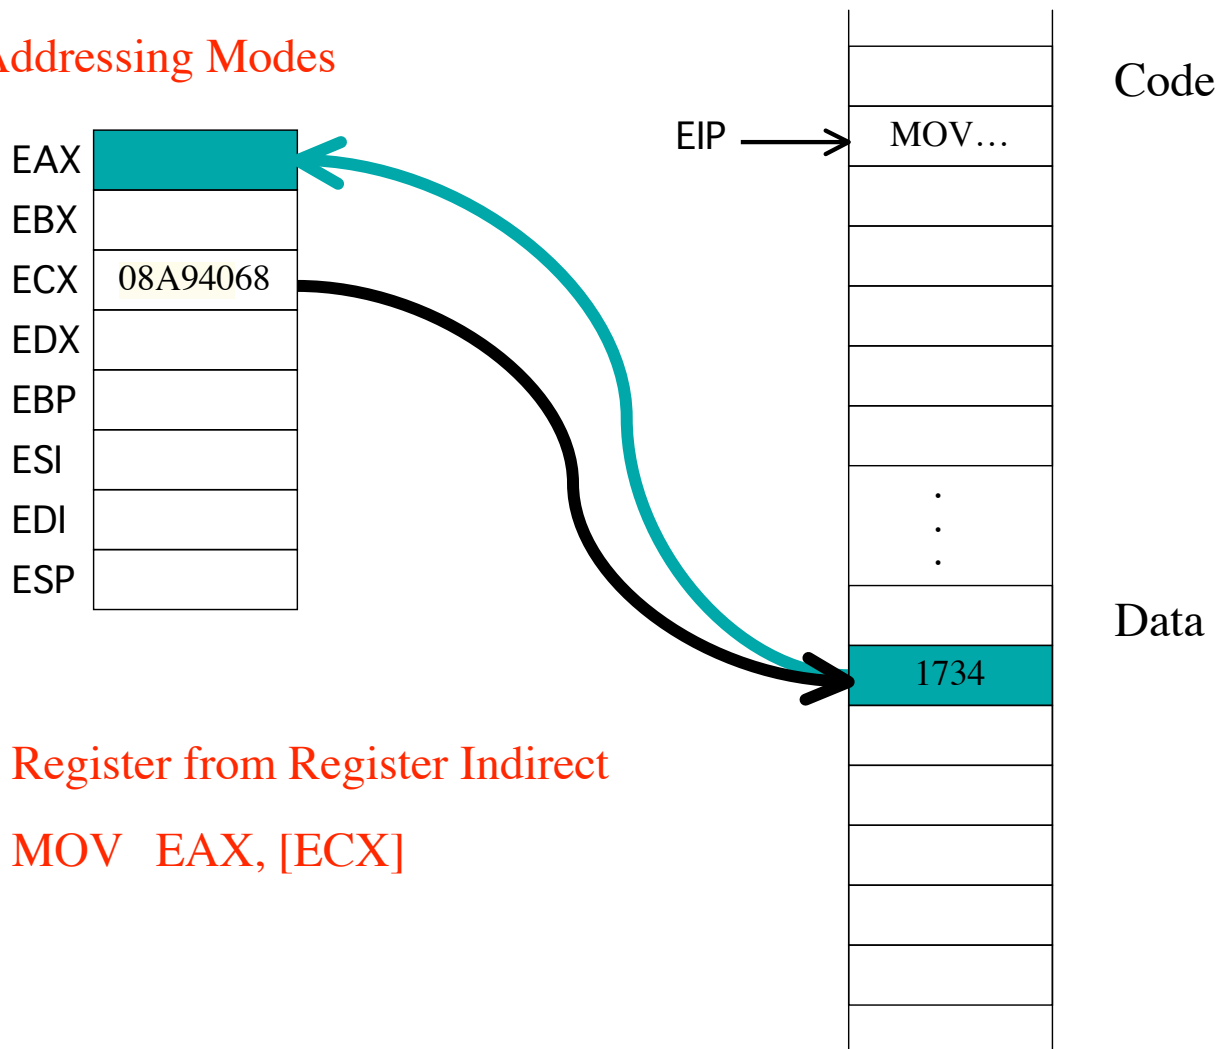 Addressing Modes
EAX
EBX
ECX 08A94068
EDX
EBP
ESI
EDI
ESP
EIP
MOV…
Code
.
.
.
Data
1734
Register from Register Indirect
MOV EAX, [ECX]